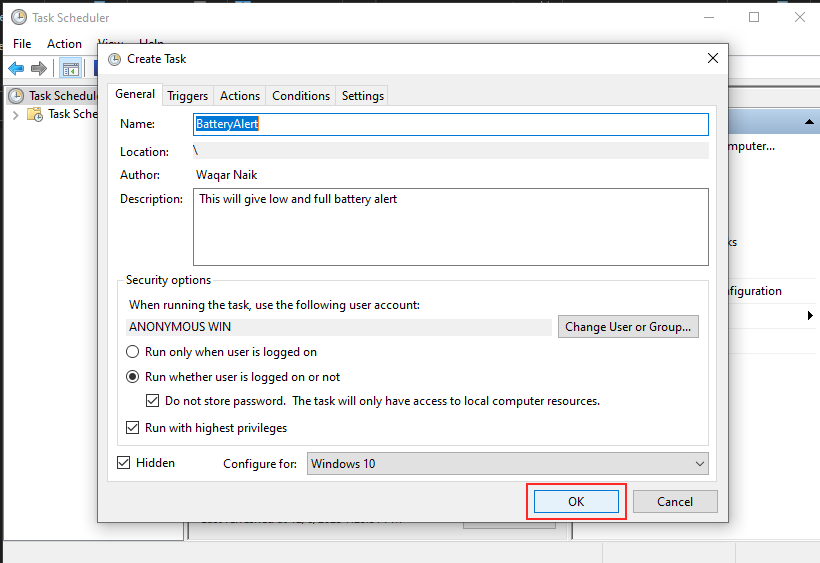 Task Scheduler
File Action View Help
Create Task
Task Schedul
Task Sche
General Triggers Actions Conditions Settings
Name: BatteryAlert
Location: \
mputer...
Author: Waqar Naik
Description: This will give low and full battery alert
ks
Security options
figuration
When running the task, use the following user account:
ANONYMOUS WIN Change User or Group...
Run only when user is logged on
Run whether user is logged on or not
Do not store password. The task will only have access to local computer resources.
Run with highest privileges
Hidden Configure for: Windows 10
OK Cancel